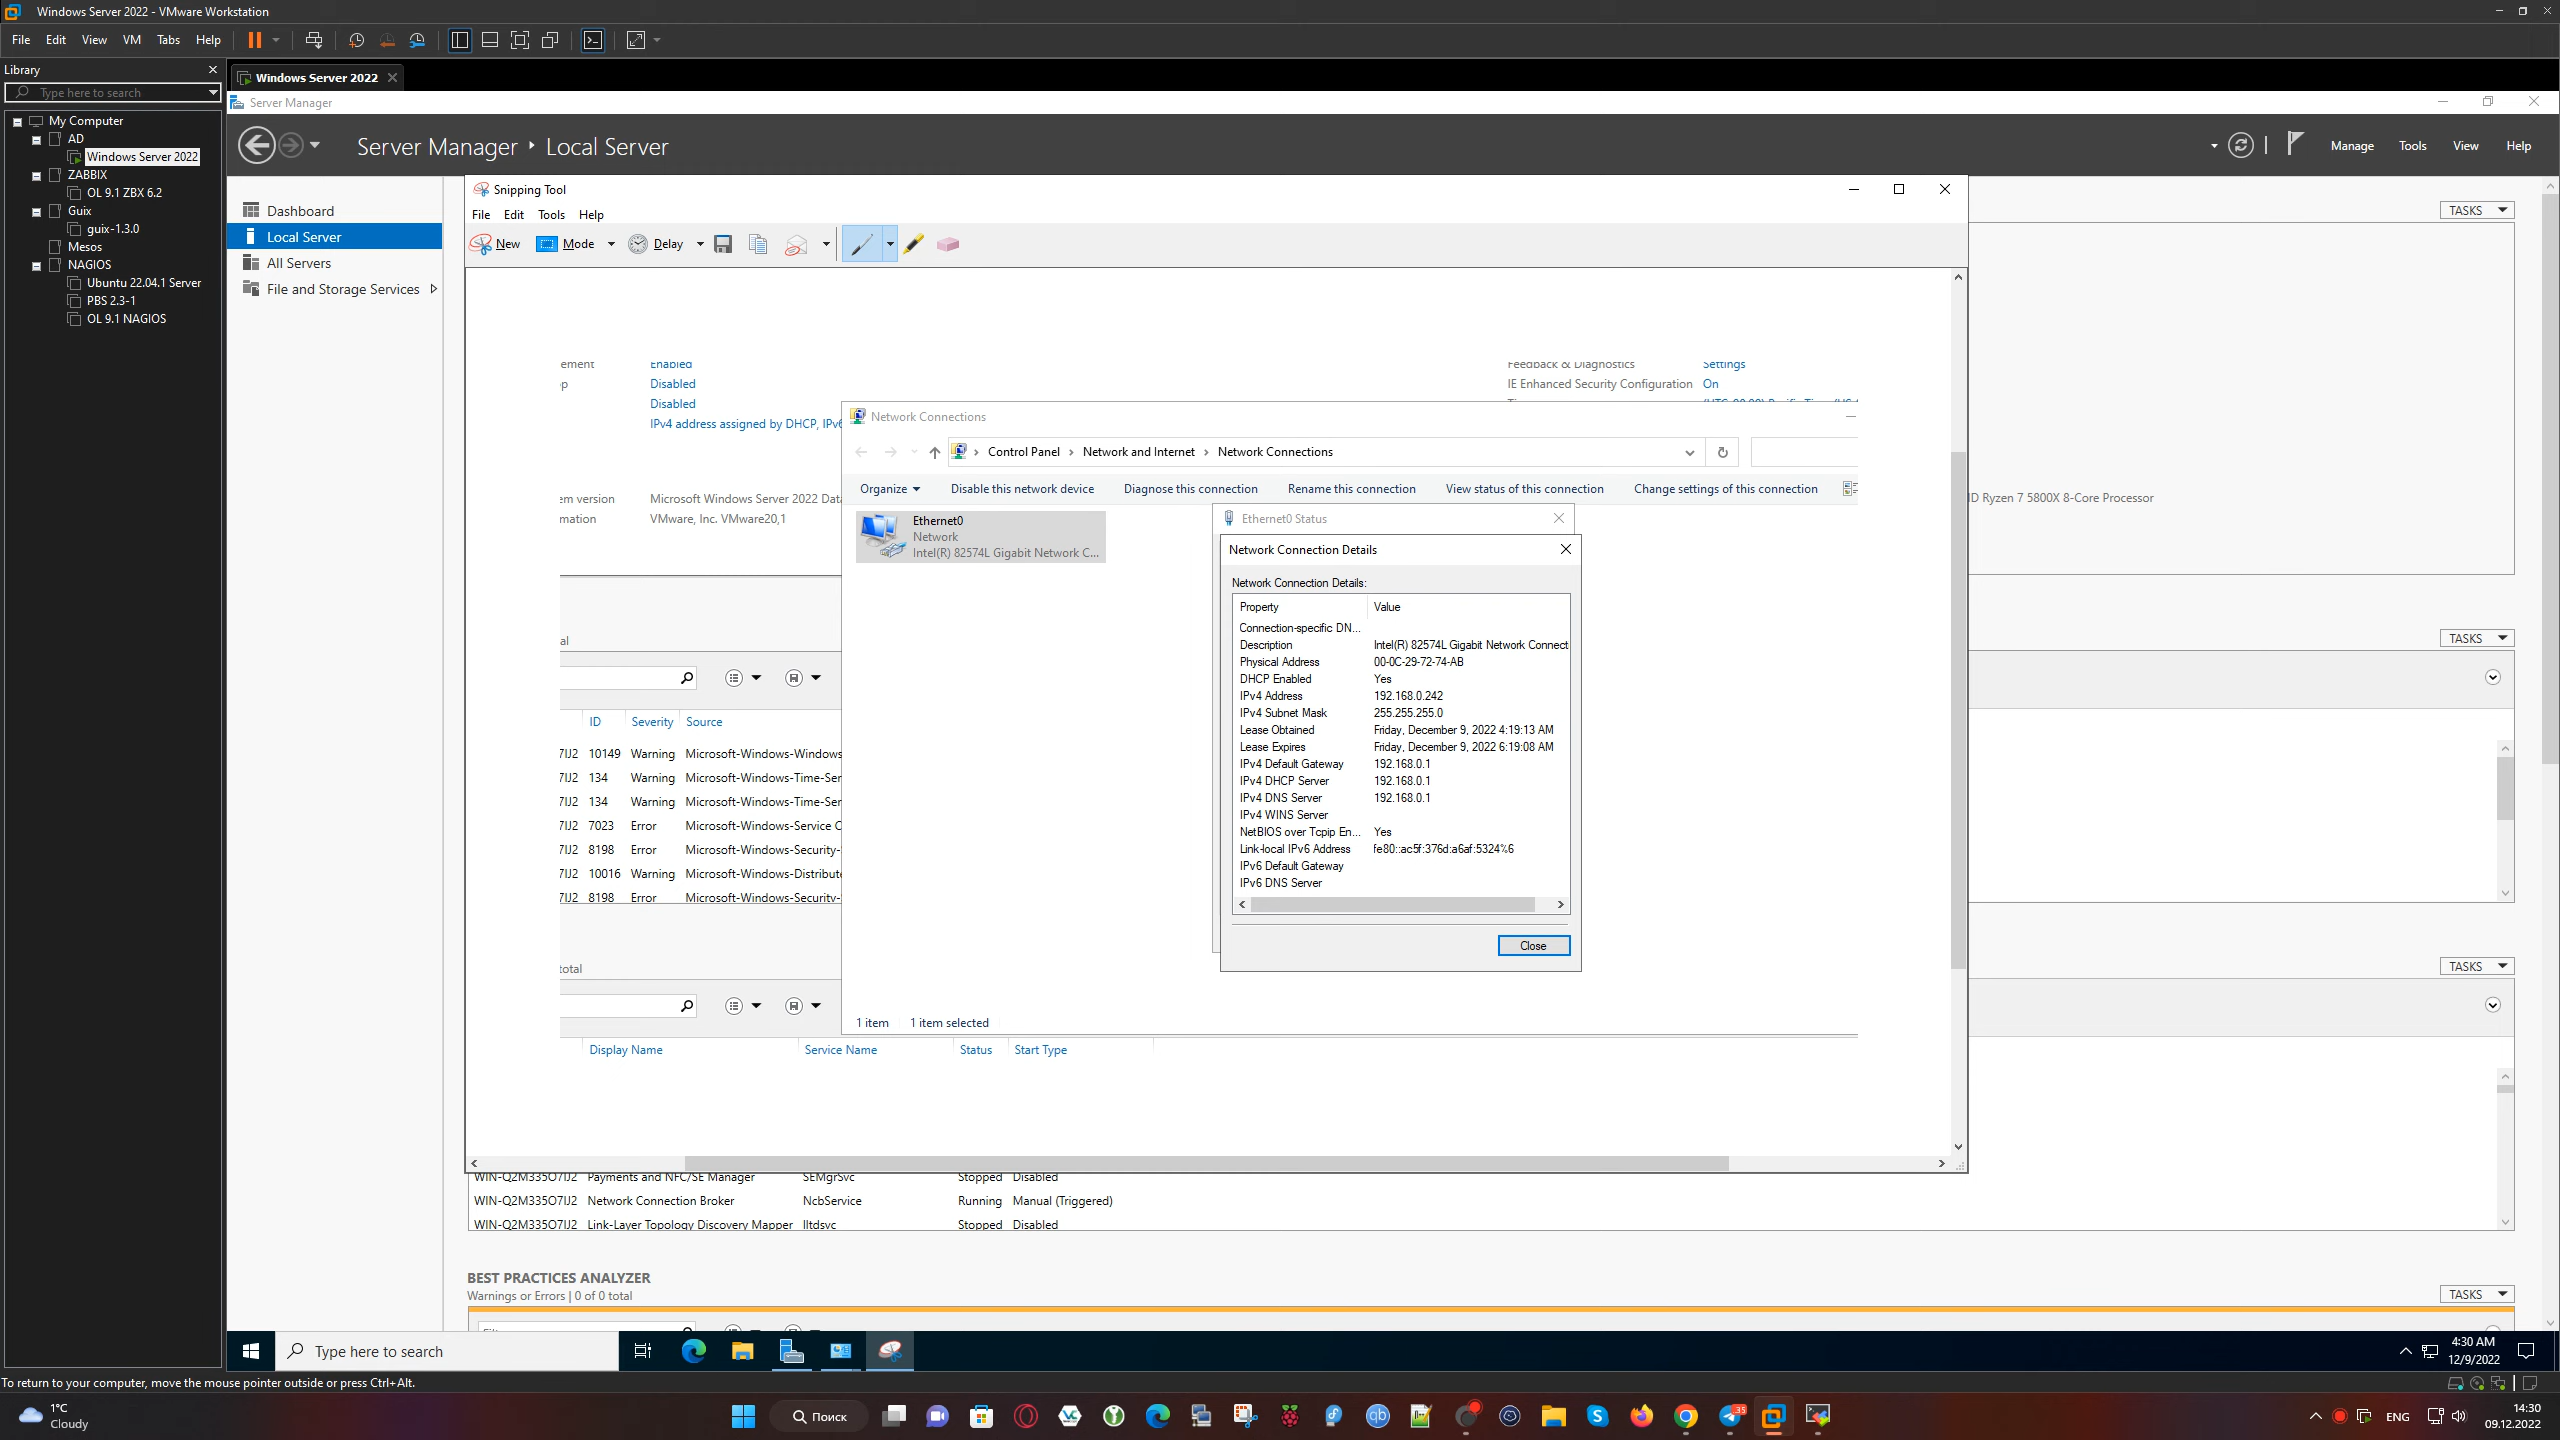 Windows Server 2022 - VMware Workstation
File Edit View VM Tabs Help
Library
Type here to search
My Computer
AD
Windows Server 2022
ZABBIX
OL 9.1 ZBX 6.2
Guix
guix-1.3.0
Mesos
NAGIOS
Ubuntu 22.04.1 Server
PBS 2.3-1
OL 9.1 NAGIOS
Windows Server 2022
Server Manager
Server Manager Local Server
Manage Tools View Help
Dashboard
Local Server
All Servers
File and Storage Services
TASKS
Snipping Tool
File Edit Tools Help
New Mode Delay
ement Enabled
Feedback & Diagnostics Settings
p Disabled
IE Enhanced Security Configuration On
Disabled
IPv4 address assigned by DHCP, IPv6
em version Microsoft Windows Server 2022 Data
mation VMware, Inc. VMware20,1
D Ryzen 7 5800X 8-Core Processor
Network Connections
Control Panel Network and Internet Network Connections
Organize Disable this network device Diagnose this connection Rename this connection View status of this connection Change settings of this connection
Ethernet0
Network
Intel(R) 82574L Gigabit Network C...
Ethernet0 Status
Network Connection Details
Network Connection Details:
Property Value
Connection-specific DN...
Description Intel(R) 82574L Gigabit Network Connect
Physical Address 00-0C-29-72-74-AB
DHCP Enabled Yes
IPv4 Address 192.168.0.242
IPv4 Subnet Mask 255.255.255.0
Lease Obtained Friday, December 9, 2022 4:19:13 AM
Lease Expires Friday, December 9, 2022 6:19:08 AM
IPv4 Default Gateway 192.168.0.1
IPv4 DHCP Server 192.168.0.1
IPv4 DNS Server 192.168.0.1
IPv4 WINS Server
NetBIOS over Tcpip En... Yes
Link-local IPv6 Address fe80::ac5f:376d:a6af:5324%6
IPv6 Default Gateway
IPv6 DNS Server
Close
al
TASKS
ID Severity Source
7IJ2 10149 Warning Microsoft-Windows-Windows
7IJ2 134 Warning Microsoft-Windows-Time-Ser
7IJ2 134 Warning Microsoft-Windows-Time-Ser
7IJ2 7023 Error Microsoft-Windows-Service C
7IJ2 8198 Error Microsoft-Windows-Security-
7IJ2 10016 Warning Microsoft-Windows-Distribute
7IJ2 8198 Error Microsoft-Windows-Security-
total
TASKS
1 item 1 item selected
Display Name Service Name Status Start Type
WIN-Q2M335O7IJ2 Payments and NFC/SE Manager SEMgrSvc Stopped Disabled
WIN-Q2M335O7IJ2 Network Connection Broker NcbService Running Manual (Triggered)
WIN-Q2M335O7IJ2 Link-Layer Topology Discovery Mapper lltdsvc Stopped Disabled
BEST PRACTICES ANALYZER
Warnings or Errors | 0 of 0 total
TASKS
Type here to search
4:30 AM
12/9/2022
To return to your computer, move the mouse pointer outside or press Ctrl+Alt.
1°C
Cloudy
Поиск
35
ENG
14:30
09.12.2022